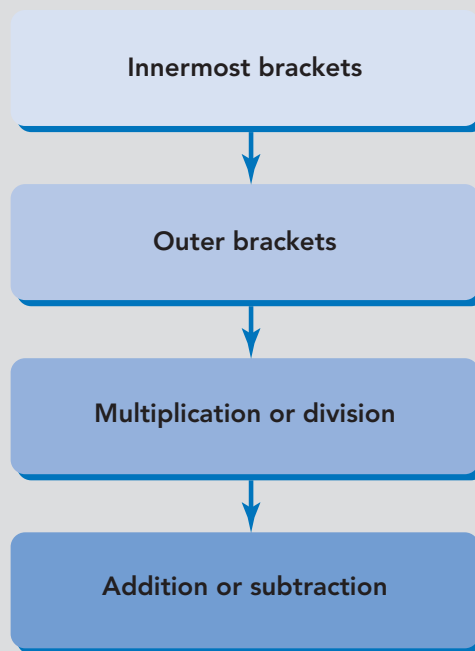 Innermost brackets
Outer brackets
Multiplication or division
Addition or subtraction